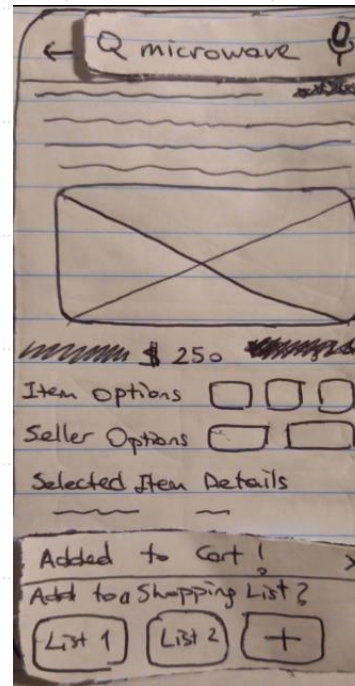 ← Q microwave
$ 250
Item Options
Seller Options
Selected Item Details
Added to Cart! >
Add to a Shopping List?
List 1 List 2 +